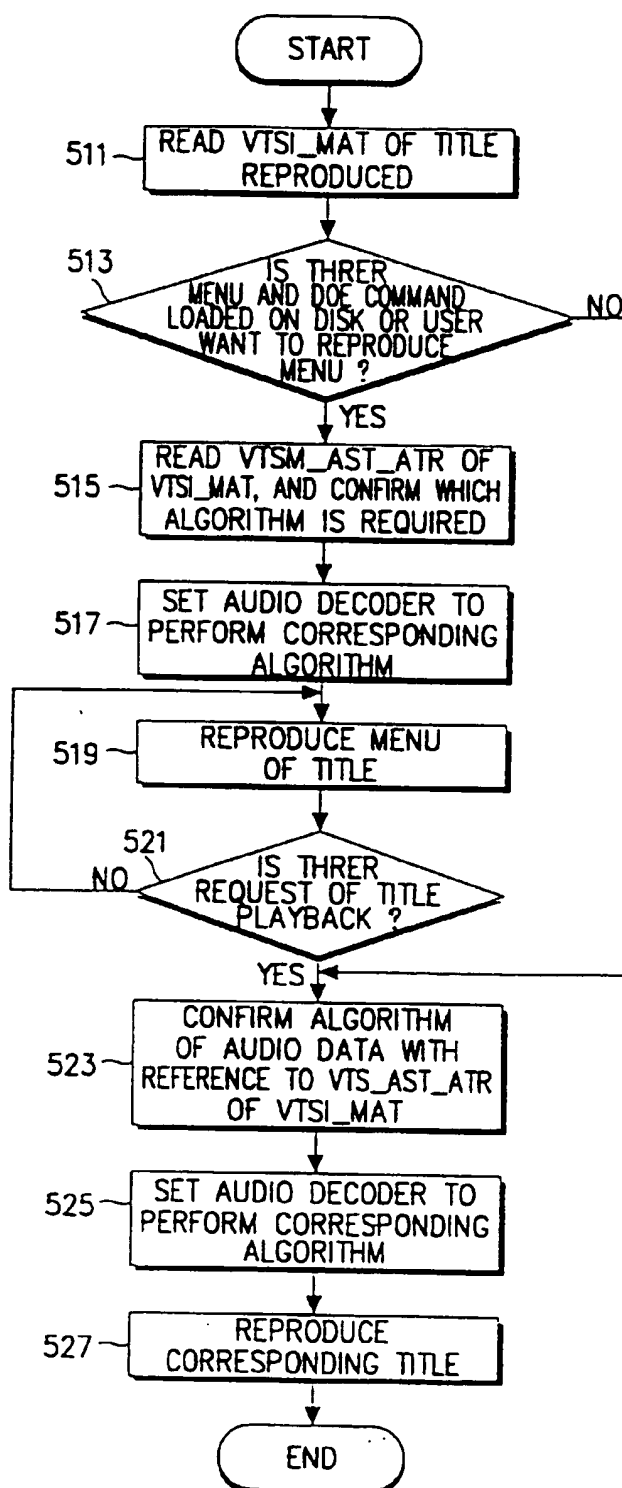 START
511
READ VTSI_MAT OF TITLE
REPRODUCED
513
IS THRER
MENU AND DOE COMMAND
LOADED ON DISK OR USER
WANT TO REPRODUCE
MENU ?
NO
YES
515
READ VTSM_AST_ATR OF
VTSI_MAT, AND CONFIRM WHICH
ALGORITHM IS REQUIRED
517
SET AUDIO DECODER TO
PERFORM CORRESPONDING
ALGORITHM
519
REPRODUCE MENU
OF TITLE
521
IS THRER
REQUEST OF TITLE
PLAYBACK ?
NO
YES
523
CONFIRM ALGORITHM
OF AUDIO DATA WITH
REFERENCE TO VTS_AST_ATR
OF VTSI_MAT
525
SET AUDIO DECODER TO
PERFORM CORRESPONDING
ALGORITHM
527
REPRODUCE
CORRESPONDING TITLE
END